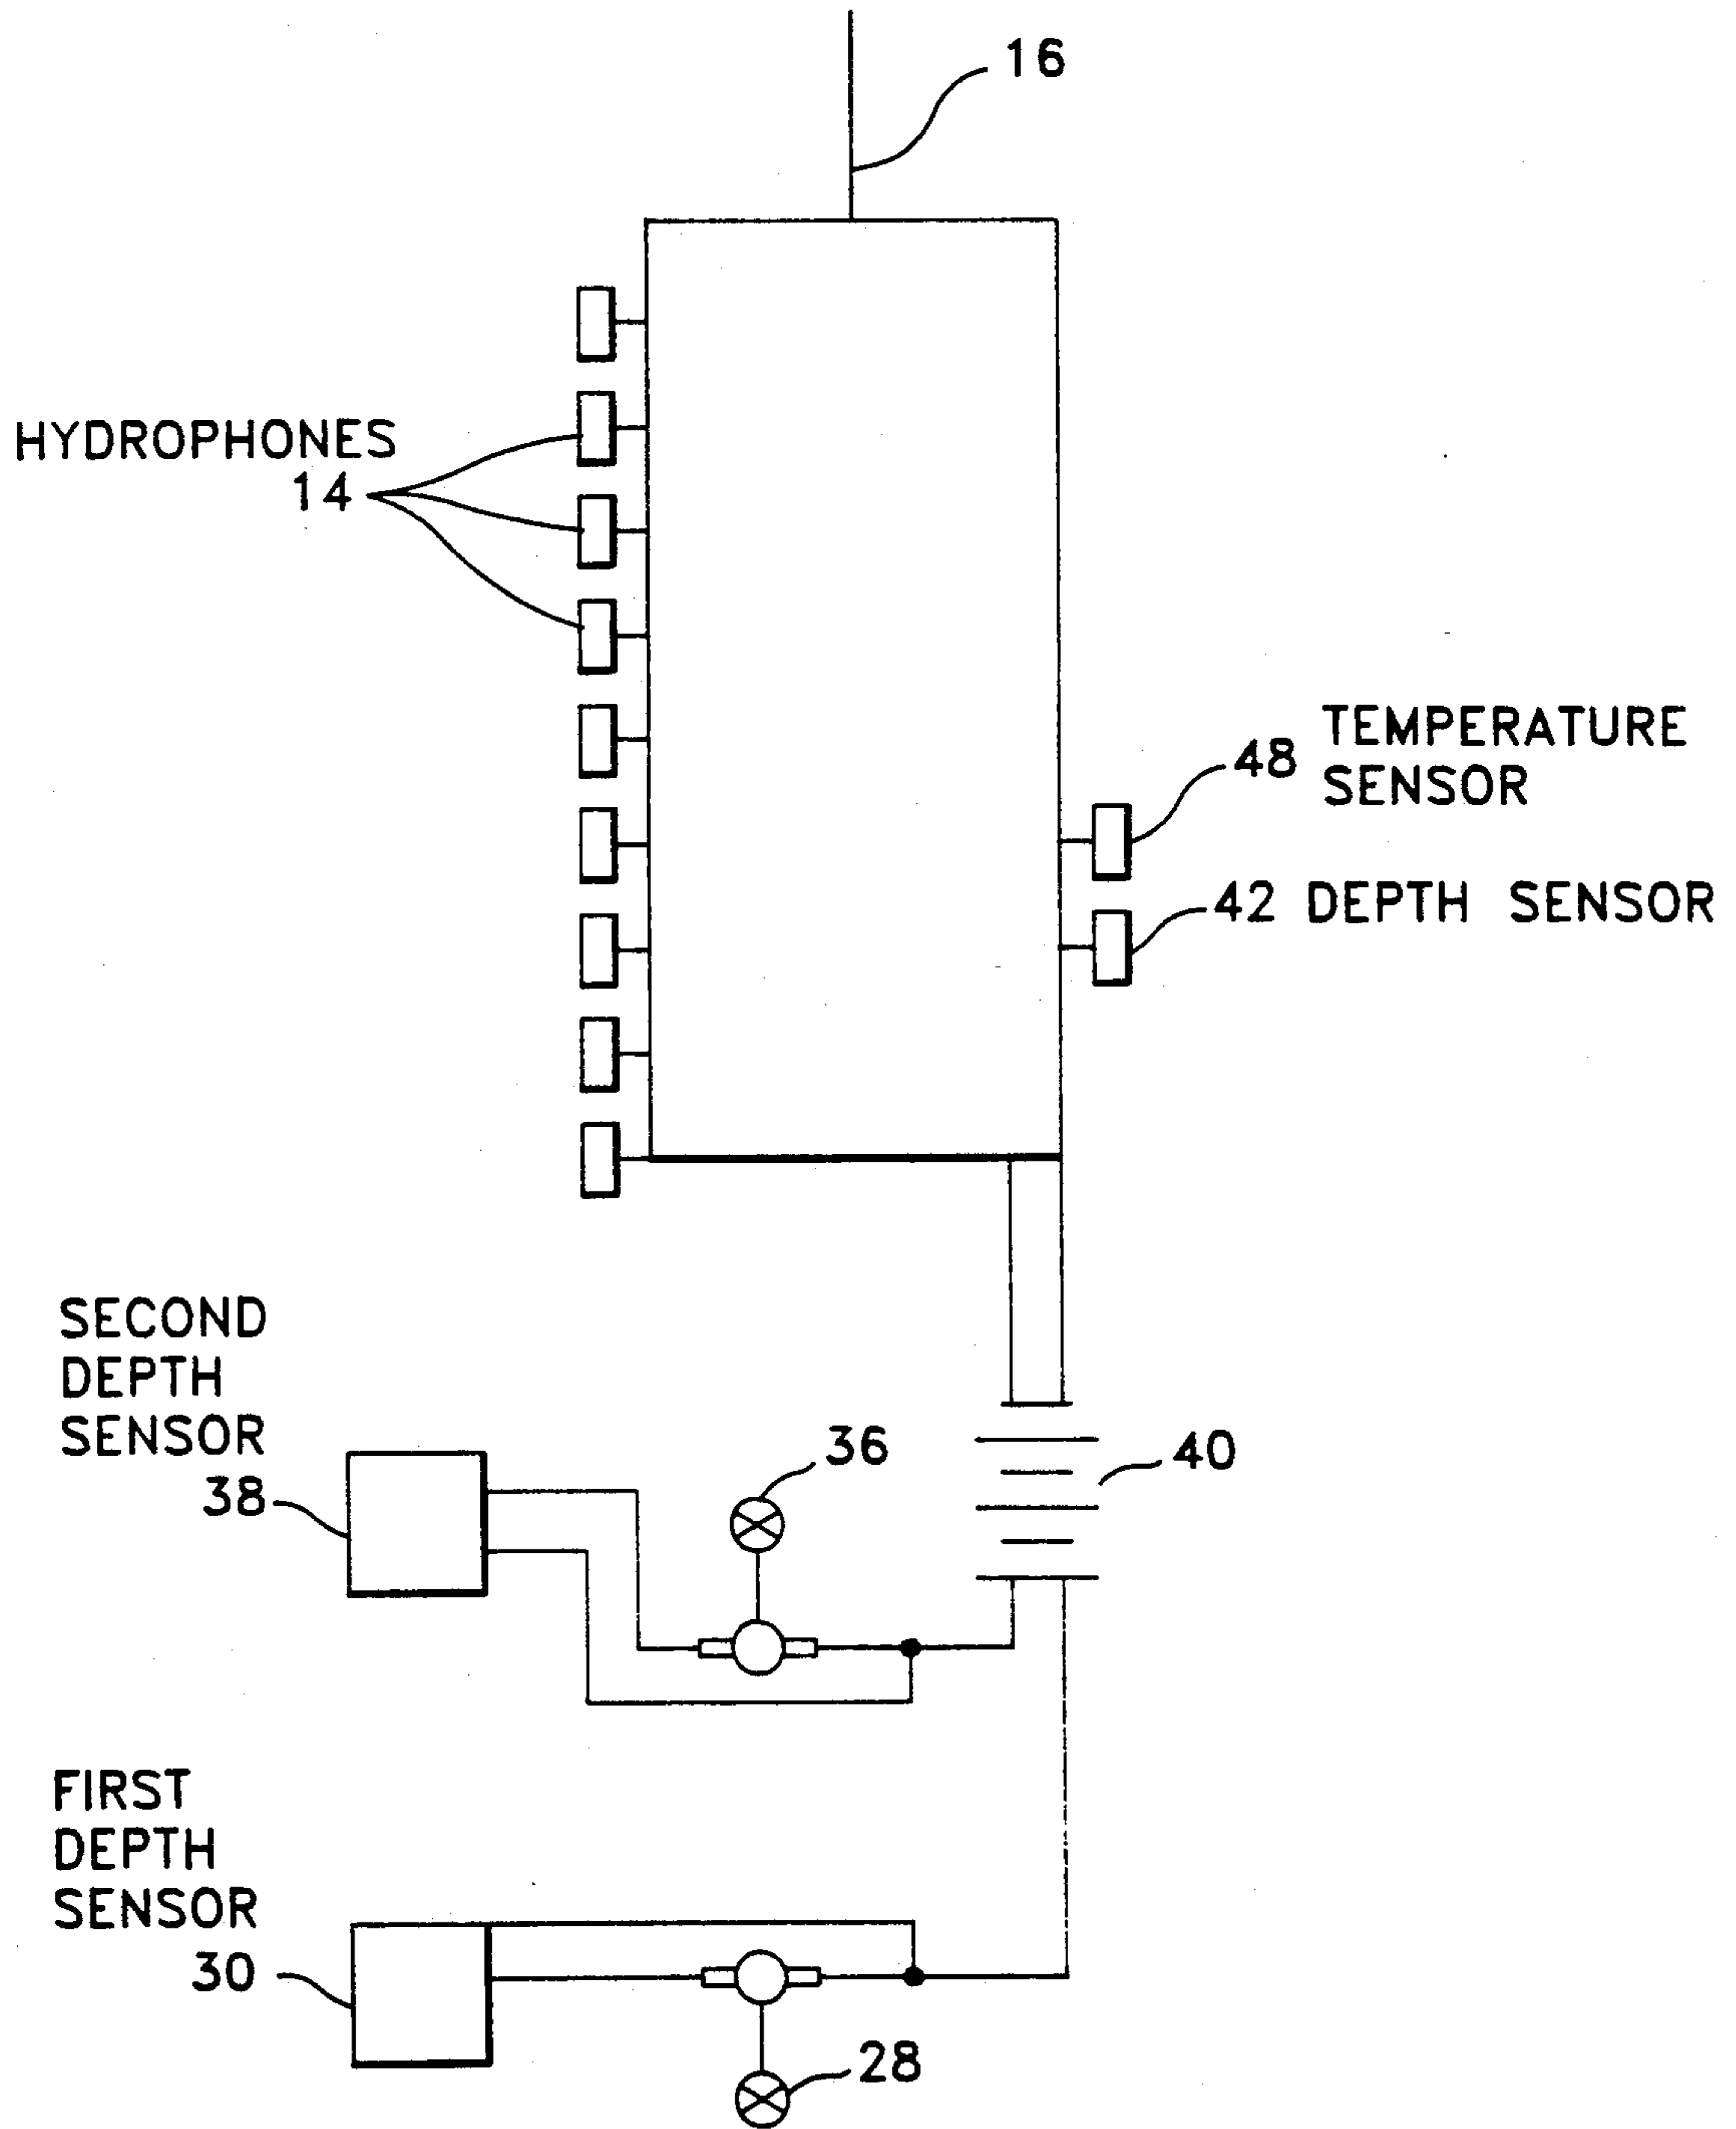 16
HYDROPHONES
14
TEMPERATURE
48 SENSOR
42 DEPTH SENSOR
SECOND
DEPTH
SENSOR
38
36
40
FIRST
DEPTH
SENSOR
30
28